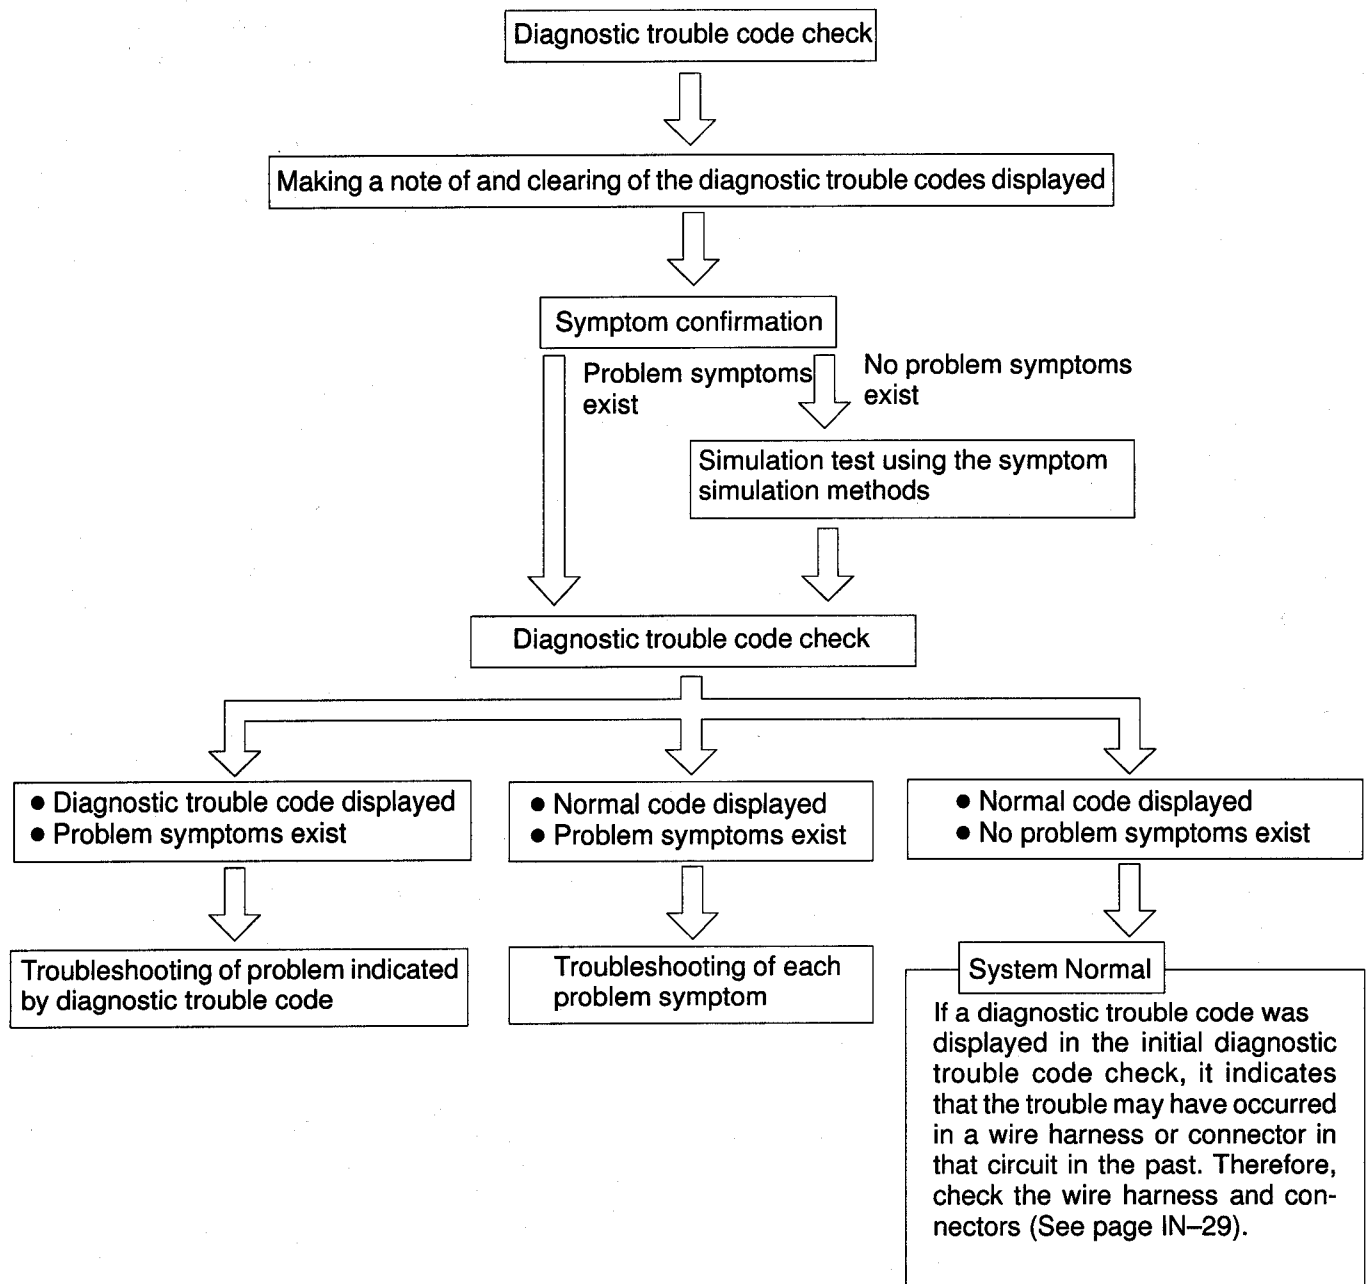 Diagnostic trouble code check
Making a note of and clearing of the diagnostic trouble codes displayed
Symptom confirmation
Problem symptoms
exist
No problem symptoms
exist
Simulation test using the symptom
simulation methods
Diagnostic trouble code check
● Diagnostic trouble code displayed
● Problem symptoms exist
● Normal code displayed
● Problem symptoms exist
● Normal code displayed
● No problem symptoms exist
Troubleshooting of problem indicated
by diagnostic trouble code
Troubleshooting of each
problem symptom
System Normal
If a diagnostic trouble code was
displayed in the initial diagnostic
trouble code check, it indicates
that the trouble may have occurred
in a wire harness or connector in
that circuit in the past. Therefore,
check the wire harness and con-
nectors (See page IN–29).